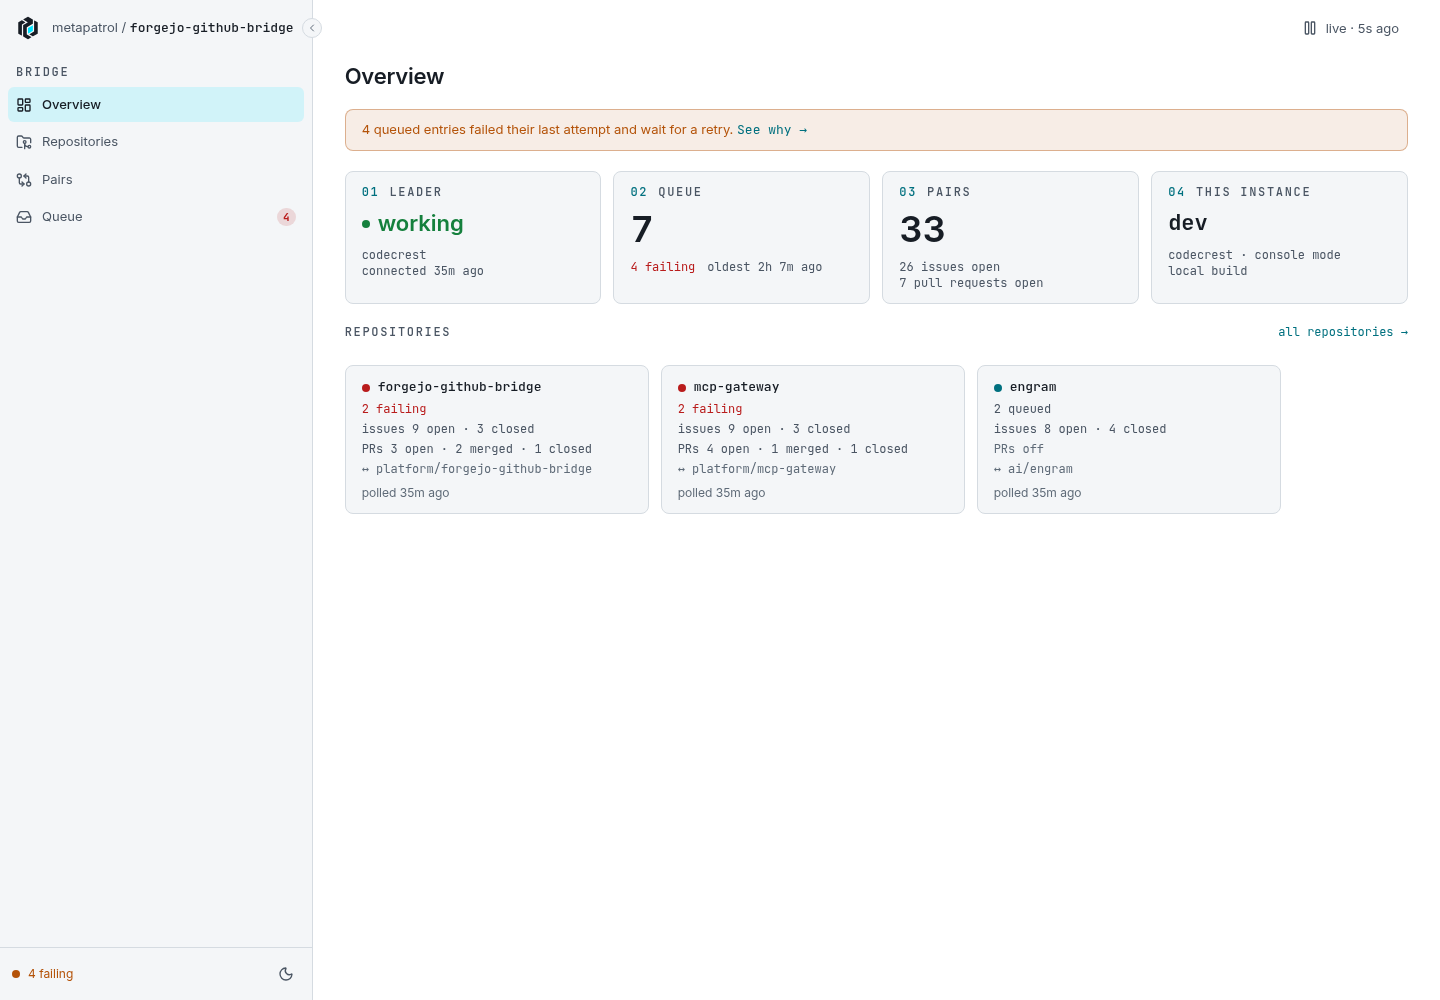 metapatrol / forgejo-github-bridge
BRIDGE
Overview
Repositories
Pairs
Queue 4
4 failing
live · 5s ago
Overview
4 queued entries failed their last attempt and wait for a retry. See why →
01 LEADER
working
codecrest
connected 35m ago
02 QUEUE
7
4 failing oldest 2h 7m ago
03 PAIRS
33
26 issues open
7 pull requests open
04 THIS INSTANCE
dev
codecrest · console mode
local build
REPOSITORIES
all repositories →
forgejo-github-bridge
2 failing
issues 9 open · 3 closed
PRs 3 open · 2 merged · 1 closed
↔ platform/forgejo-github-bridge
polled 35m ago
mcp-gateway
2 failing
issues 9 open · 3 closed
PRs 4 open · 1 merged · 1 closed
↔ platform/mcp-gateway
polled 35m ago
engram
2 queued
issues 8 open · 4 closed
PRs off
↔ ai/engram
polled 35m ago